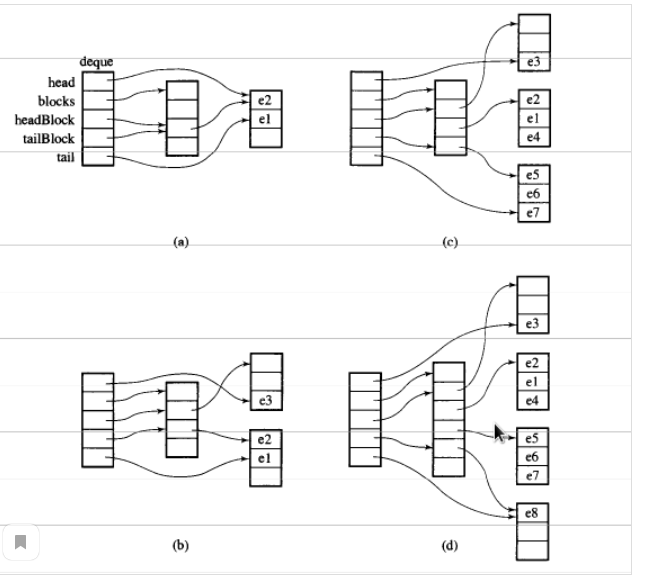 deque
head
blocks
headBlock
tailBlock
tail
e2
e1
(a)
e3
e2
e1
e4
e5
e6
e7
(c)
e3
e2
e1
(b)
e3
e2
e1
e4
e5
e6
e7
e8
(d)